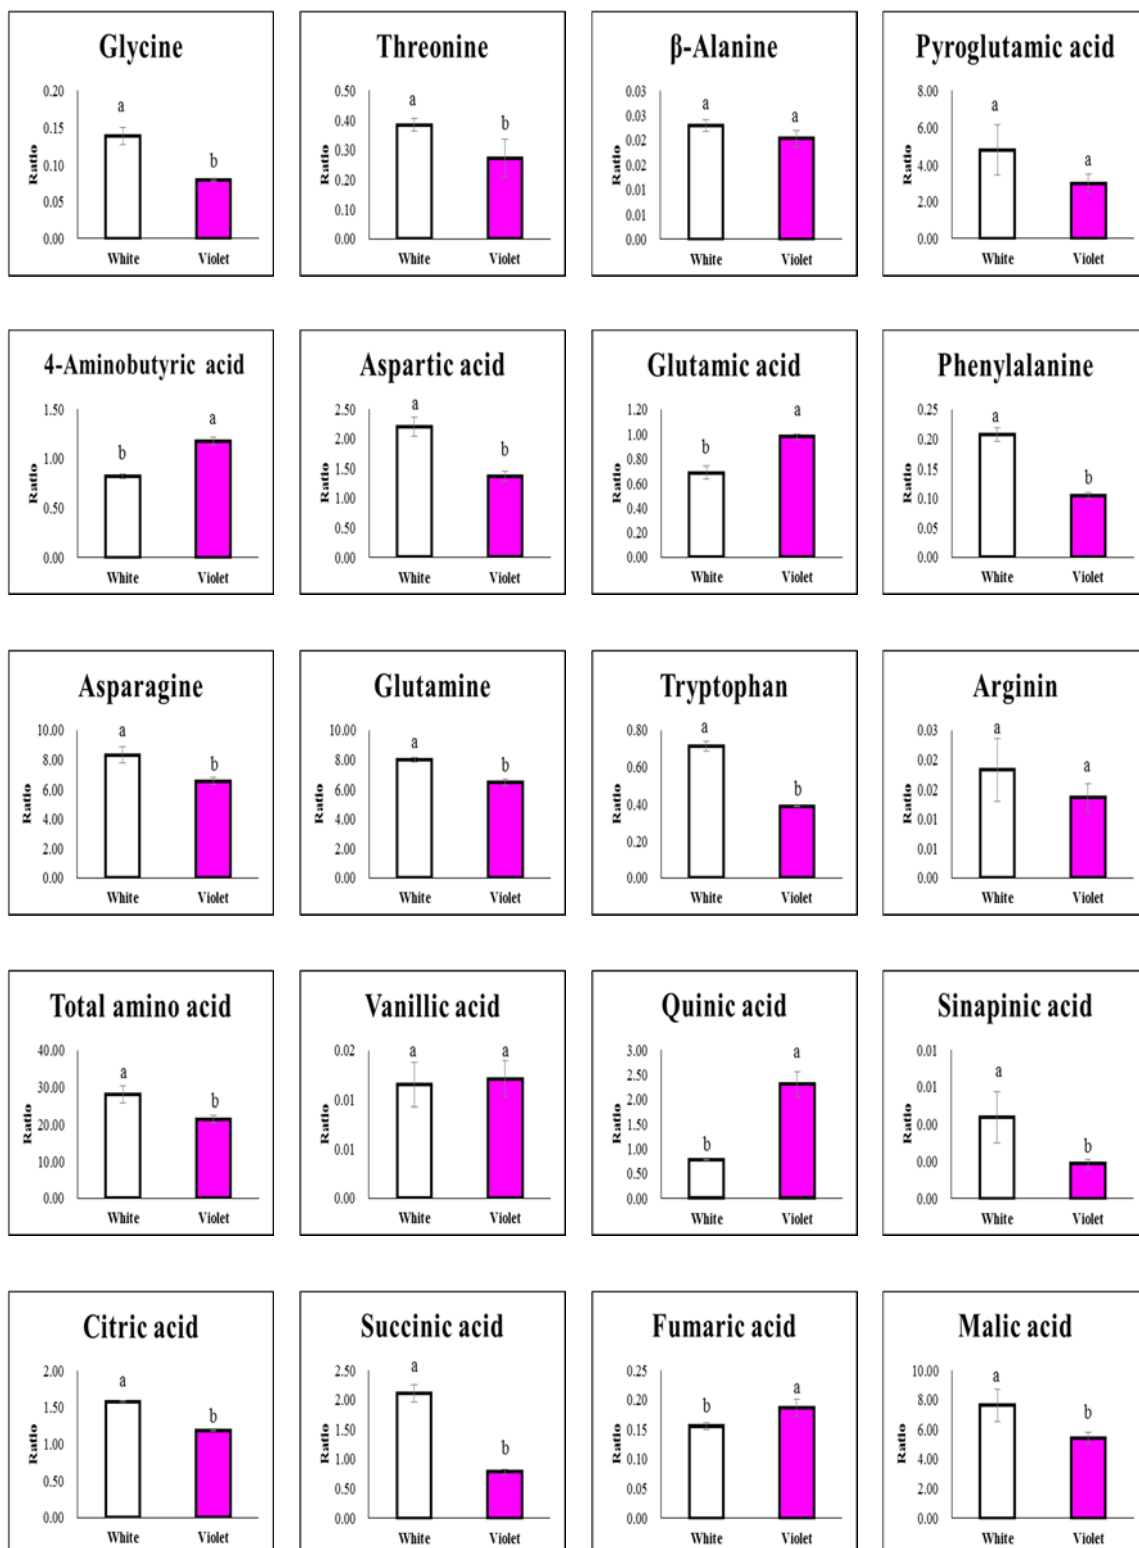 Glycine
Ratio
0.20
0.15
0.10
0.05
0.00
a
b
White Violet
Threonine
Ratio
0.50
0.40
0.30
0.20
0.10
0.00
a
b
White Violet
β-Alanine
Ratio
0.03
0.02
0.02
0.01
0.01
0.00
a
a
White Violet
Pyroglutamic acid
Ratio
8.00
6.00
4.00
2.00
0.00
a
a
White Violet
4-Aminobutyric acid
Ratio
1.50
1.00
0.50
0.00
b
a
White Violet
Aspartic acid
Ratio
2.50
2.00
1.50
1.00
0.50
0.00
a
b
White Violet
Glutamic acid
Ratio
1.20
1.00
0.80
0.60
0.40
0.20
0.00
b
a
White Violet
Phenylalanine
Ratio
0.25
0.20
0.15
0.10
0.05
0.00
a
b
White Violet
Asparagine
Ratio
10.00
8.00
6.00
4.00
2.00
0.00
a
b
White Violet
Glutamine
Ratio
10.00
8.00
6.00
4.00
2.00
0.00
a
b
White Violet
Tryptophan
Ratio
0.80
0.60
0.40
0.20
0.00
a
b
White Violet
Arginin
Ratio
0.03
0.02
0.02
0.01
0.01
0.00
a
a
White Violet
Total amino acid
Ratio
40.00
30.00
20.00
10.00
0.00
a
b
White Violet
Vanillic acid
Ratio
0.02
0.01
0.01
0.00
a
a
White Violet
Quinic acid
Ratio
3.00
2.50
2.00
1.50
1.00
0.50
0.00
b
a
White Violet
Sinapinic acid
Ratio
0.01
0.01
0.00
0.00
0.00
a
b
White Violet
Citric acid
Ratio
2.00
1.50
1.00
0.50
0.00
a
b
White Violet
Succinic acid
Ratio
2.50
2.00
1.50
1.00
0.50
0.00
a
b
White Violet
Fumaric acid
Ratio
0.25
0.20
0.15
0.10
0.05
0.00
b
a
White Violet
Malic acid
Ratio
10.00
8.00
6.00
4.00
2.00
0.00
a
b
White Violet